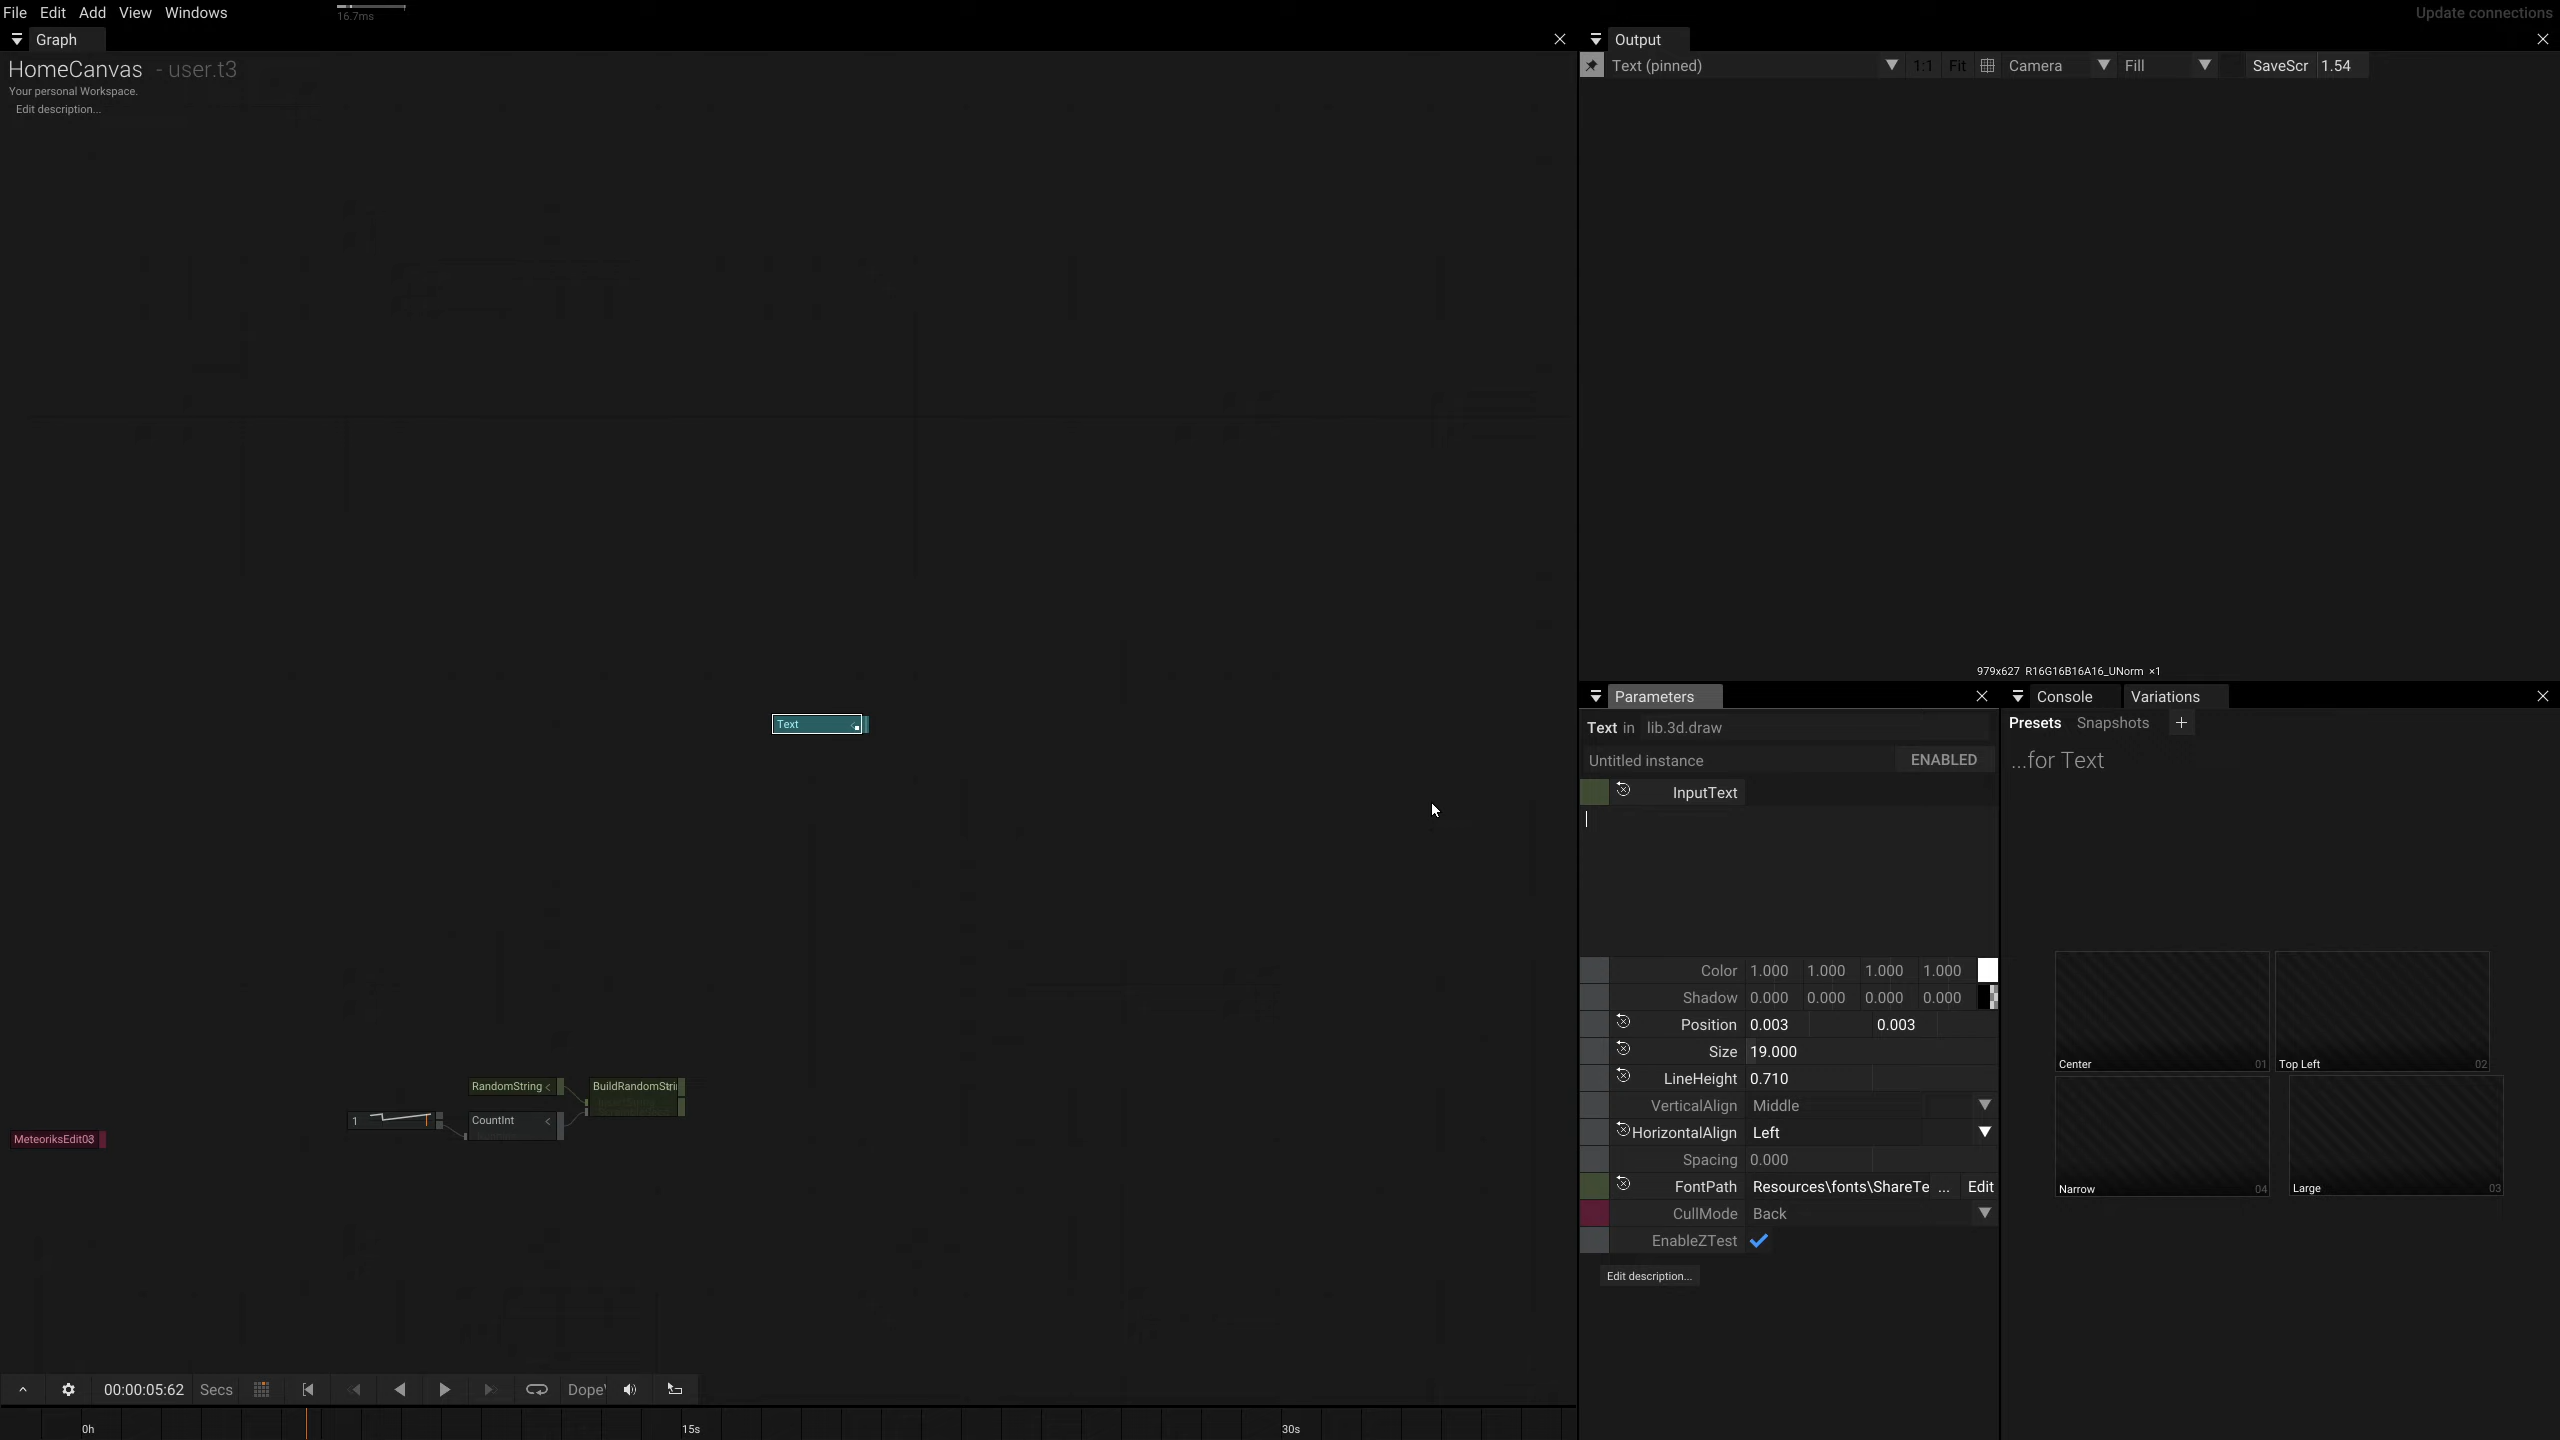 File Edit Add View Windows
16.7ms
Update connections
Graph
HomeCanvas - user.t3
Your personal Workspace.
Edit description...
Text
RandomString <
BuildRandomStri
1
CountInt <
MeteoriksEdit03
00:00:05:62 Secs
Dope
0h 15s 30s
Output
Text (pinned) 1:1 Fit Camera Fill SaveScr 1.54
979x627 R16G16B16A16_UNorm ×1
Parameters
Text in lib.3d.draw
Untitled instance ENABLED
InputText
Color 1.000 1.000 1.000 1.000
Shadow 0.000 0.000 0.000 0.000
Position 0.003 0.003
Size 19.000
LineHeight 0.710
VerticalAlign Middle
HorizontalAlign Left
Spacing 0.000
FontPath Resources\fonts\ShareTe ... Edit
CullMode Back
EnableZTest
Edit description...
Console Variations
Presets Snapshots +
...for Text
Center 01
Top Left 02
Narrow 04
Large 03